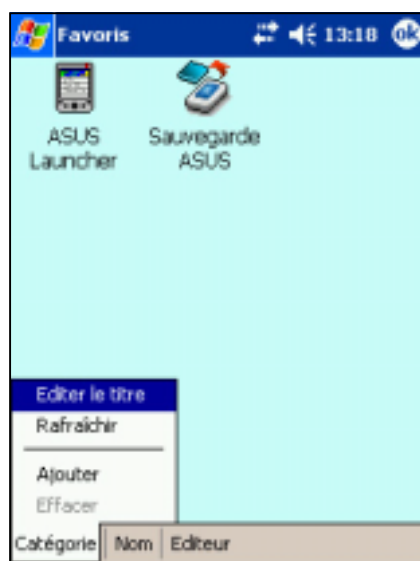 Favoris 13:18 ok
ASUS Launcher
Sauvegarde ASUS
Editer le titre
Rafraîchir
Ajouter
Effacer
Catégorie Nom Editeur